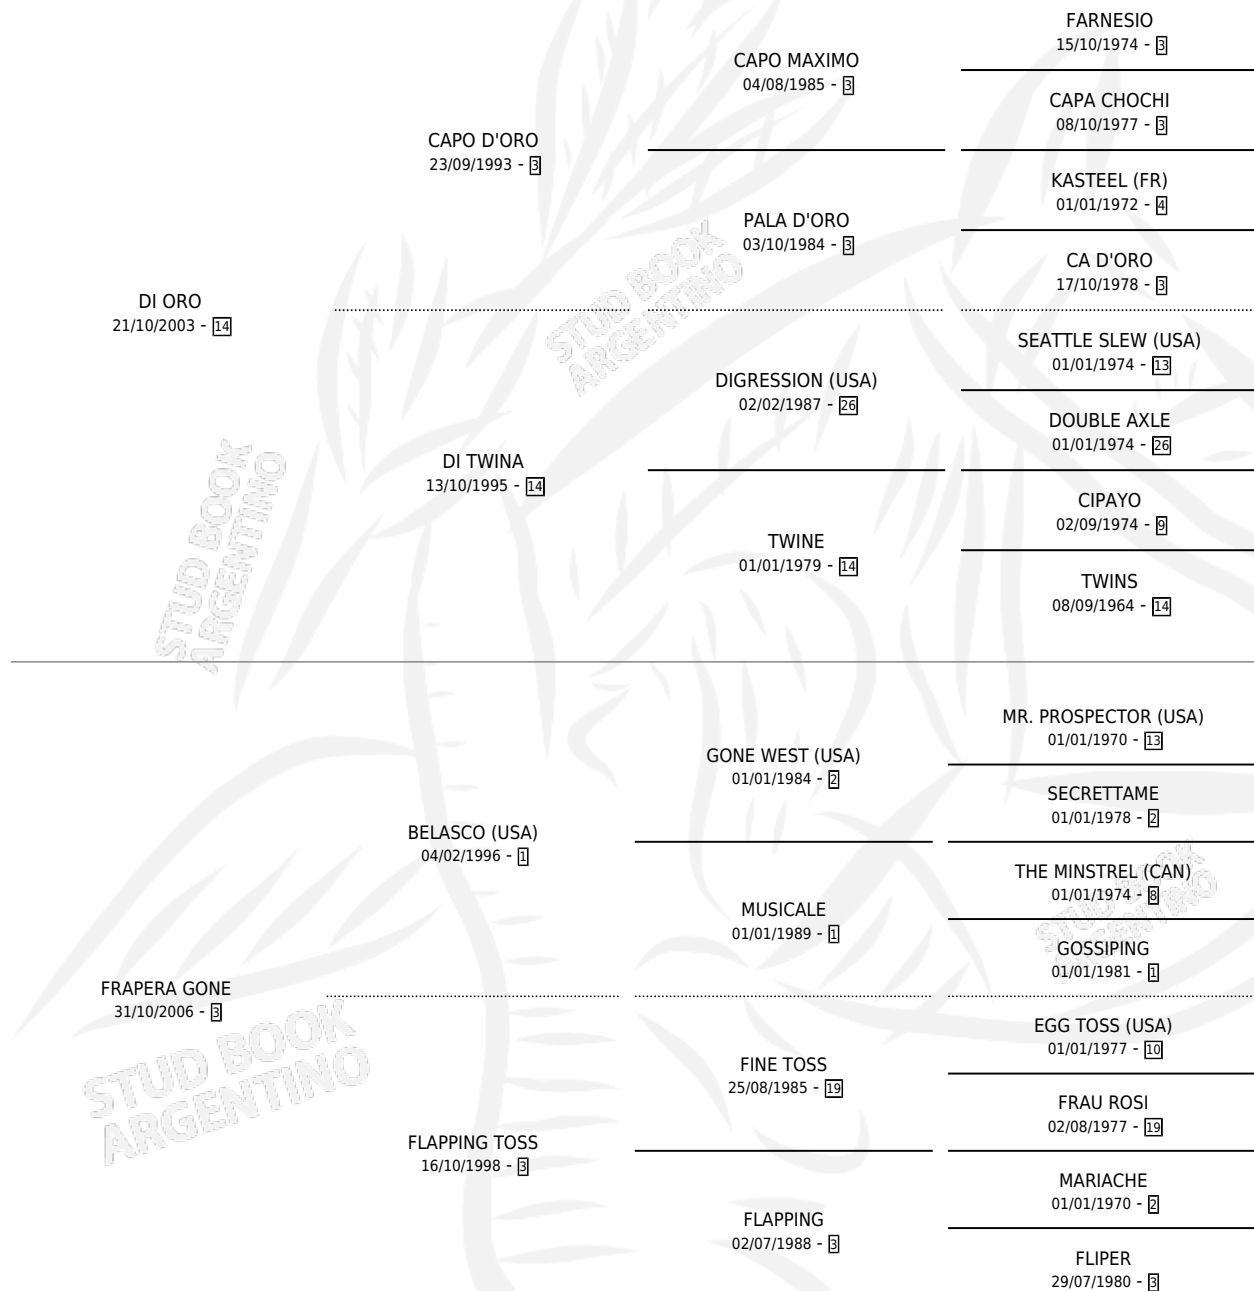 FARNESIO
15/10/1974 - 3
CAPO MAXIMO
04/08/1985 - 3
CAPA CHOCHI
08/10/1977 - 3
CAPO D'ORO
23/09/1993 - 3
KASTEEL (FR)
01/01/1972 - 4
PALA D'ORO
03/10/1984 - 3
CA D'ORO
17/10/1978 - 3
DI ORO
21/10/2003 - 14
SEATTLE SLEW (USA)
01/01/1974 - 13
DIGRESSION (USA)
02/02/1987 - 26
DOUBLE AXLE
01/01/1974 - 26
DI TWINA
13/10/1995 - 14
CIPAYO
02/09/1974 - 9
TWINE
01/01/1979 - 14
TWINS
08/09/1964 - 14
STUD BOOK
ARGENTINO
STUD BOOK
ARGENTINO
MR. PROSPECTOR (USA)
01/01/1970 - 13
GONE WEST (USA)
01/01/1984 - 2
SECRETTAME
01/01/1978 - 2
BELASCO (USA)
04/02/1996 - 1
THE MINSTREL (CAN)
01/01/1974 - 8
MUSICALE
01/01/1989 - 1
GOSSIPING
01/01/1981 - 1
STUD BOOK
ARGENTINO
FRAPERA GONE
31/10/2006 - 3
EGG TOSS (USA)
01/01/1977 - 10
FINE TOSS
25/08/1985 - 19
FRAU ROSI
02/08/1977 - 19
STUD BOOK
ARGENTINO
FLAPPING TOSS
16/10/1998 - 3
MARIACHE
01/01/1970 - 2
FLAPPING
02/07/1988 - 3
FLIPER
29/07/1980 - 3